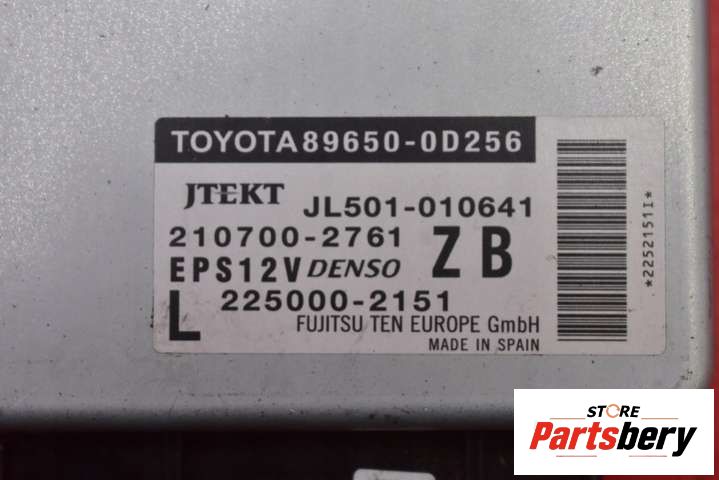 TOYOTA89650-0D256
JTEKT JL501-010641
210700-2761 ZB
EPS12V DENSO
L 225000-2151
FUJITSU TEN EUROPE GmbH
MADE IN SPAIN
*2252151I*
STORE
Partsbery